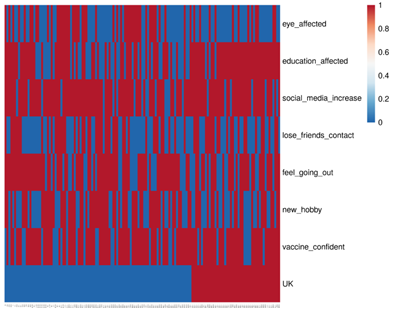 eye_affected
education_affected
social_media_increase
lose_friends_contact
feel_going_out
new_hobby
vaccine_confident
UK
1
0.8
0.6
0.4
0.2
0